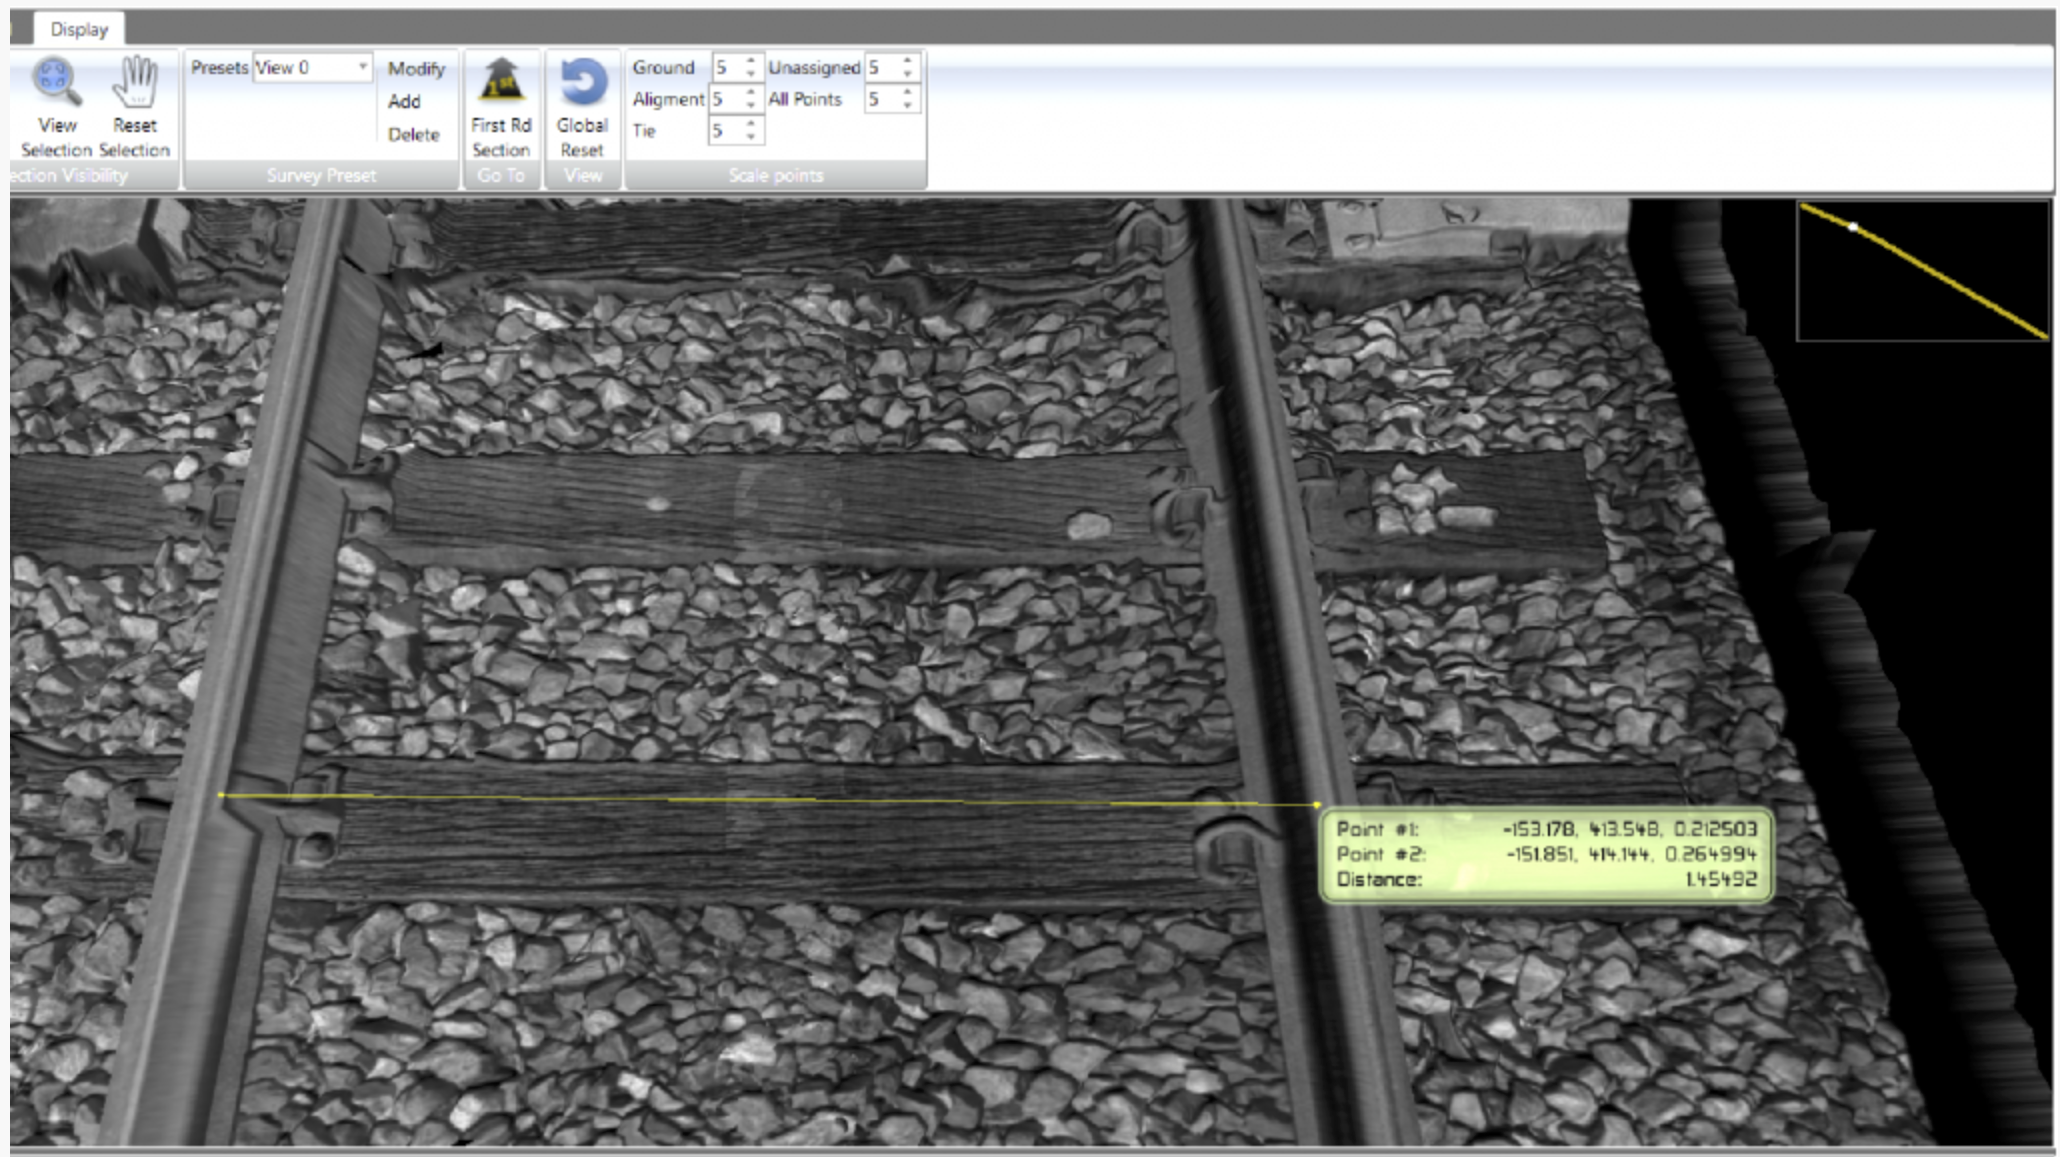 Display
View Selection
Reset Selection
ection Visibility
Presets View 0
Modify
Add
Delete
Survey Preset
1st
First Rd Section
Go To
Global Reset
View
Ground 5 Unassigned 5
Aligment 5 All Points 5
Tie 5
Scale points
Point #1: -153.178, 413.548, 0.212503
Point #2: -151.851, 414.144, 0.264994
Distance: 1.45492